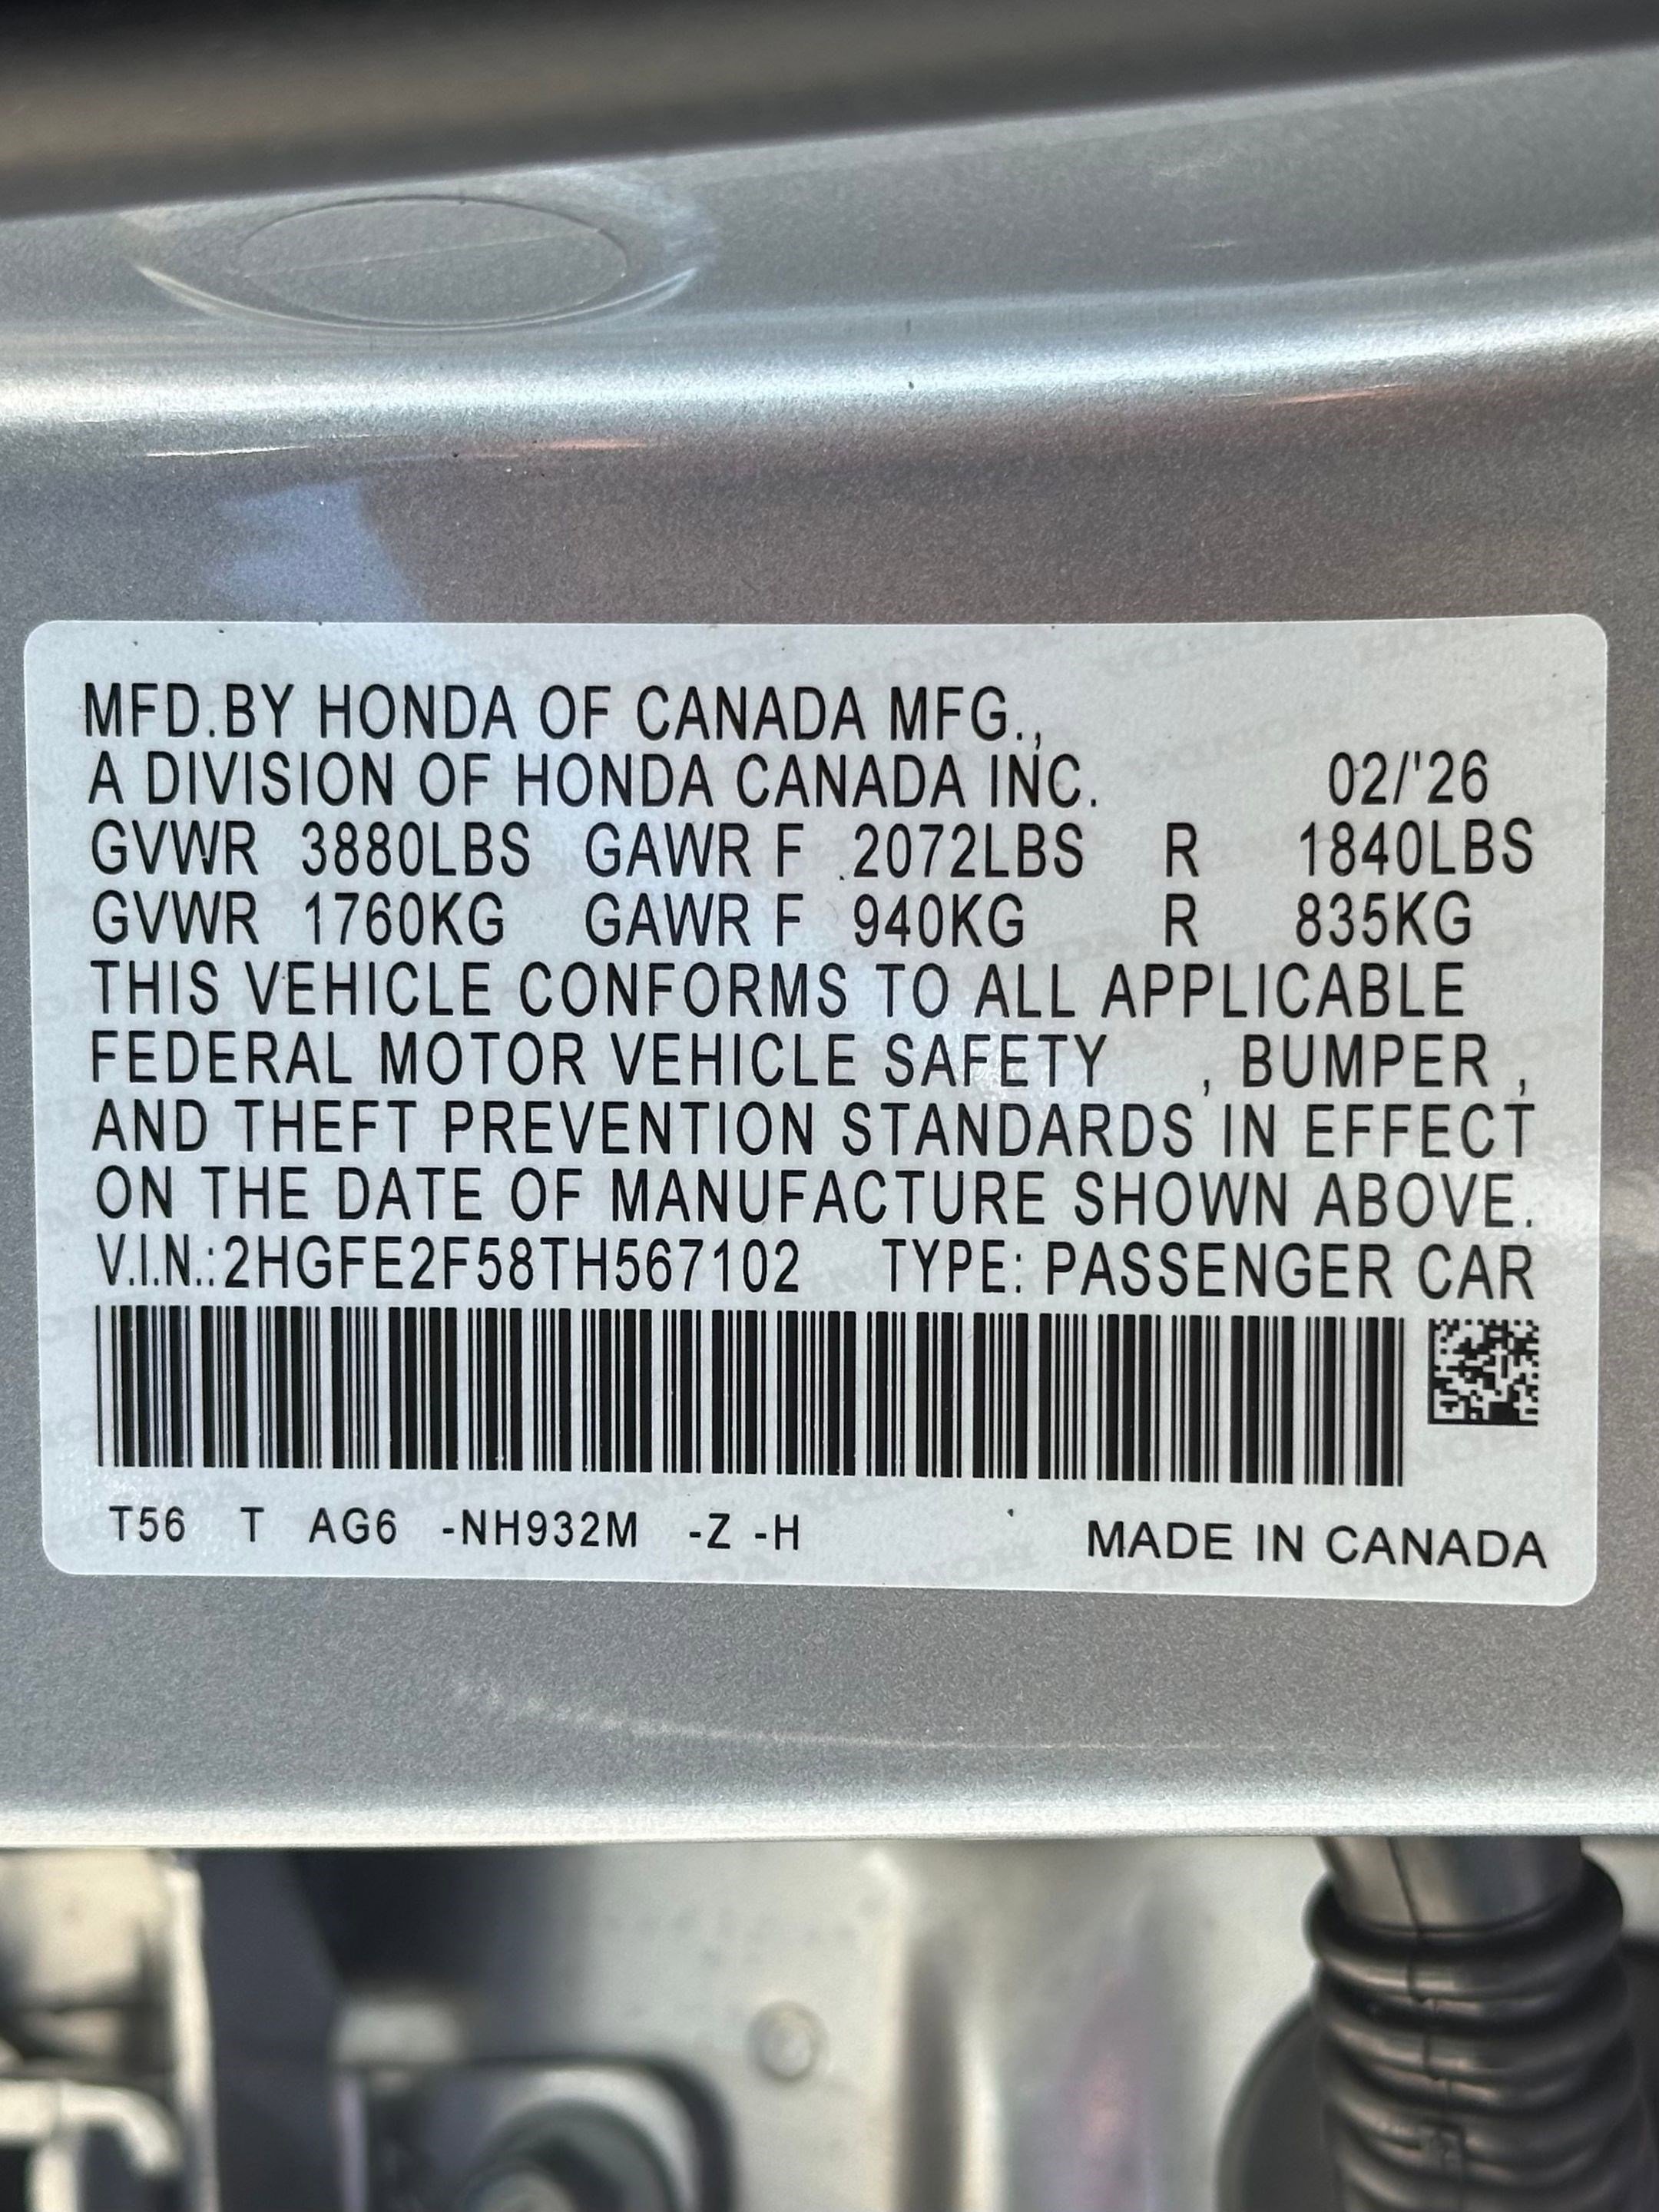 MFD.BY HONDA OF CANADA MFG.,
A DIVISION OF HONDA CANADA INC. 02/'26
GVWR 3880LBS GAWR F 2072LBS R 1840LBS
GVWR 1760KG GAWR F 940KG R 835KG
THIS VEHICLE CONFORMS TO ALL APPLICABLE
FEDERAL MOTOR VEHICLE SAFETY , BUMPER ,
AND THEFT PREVENTION STANDARDS IN EFFECT
ON THE DATE OF MANUFACTURE SHOWN ABOVE.
V.I.N.:2HGFE2F58TH567102 TYPE: PASSENGER CAR
T56 T AG6 -NH932M -Z -H MADE IN CANADA